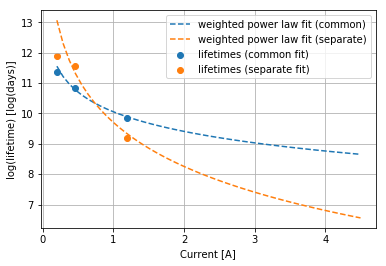 weighted power law fit (common)
weighted power law fit (separate)
lifetimes (common fit)
lifetimes (separate fit)
log(lifetime) [log(days)]
13
12
11
10
9
8
7
0
1
2
3
4
Current [A]